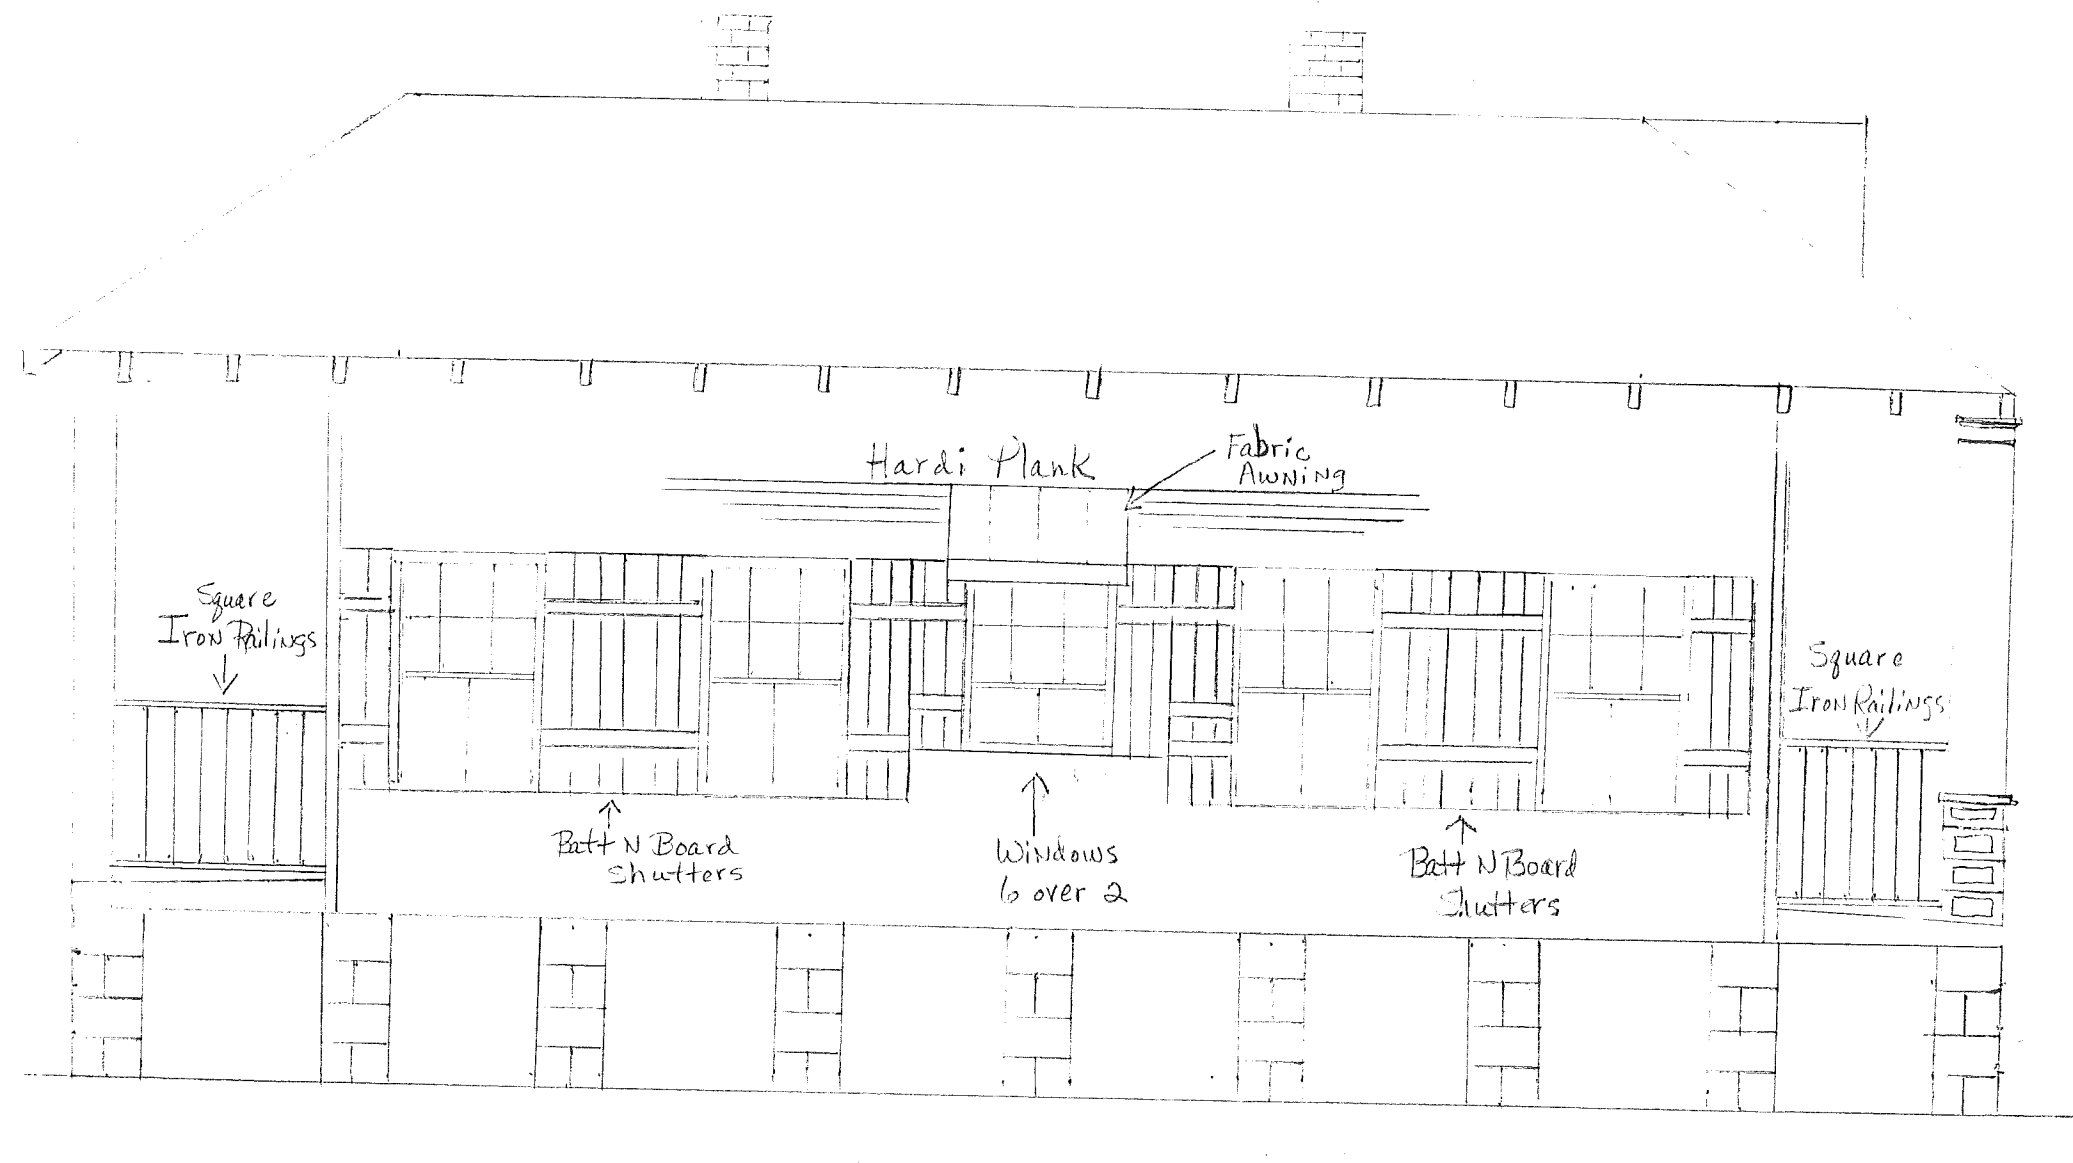 Hardi Plank
Fabric
Awning
Square
Iron Railings
Square
Iron Railings
Batt N Board
Shutters
Windows
6 over 2
Batt N Board
Shutters